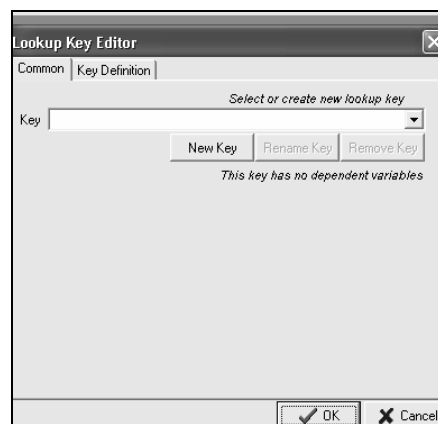 Lookup Key Editor
Common Key Definition
Select or create new lookup key
Key
New Key Rename Key Remove Key
This key has no dependent variables
OK Cancel